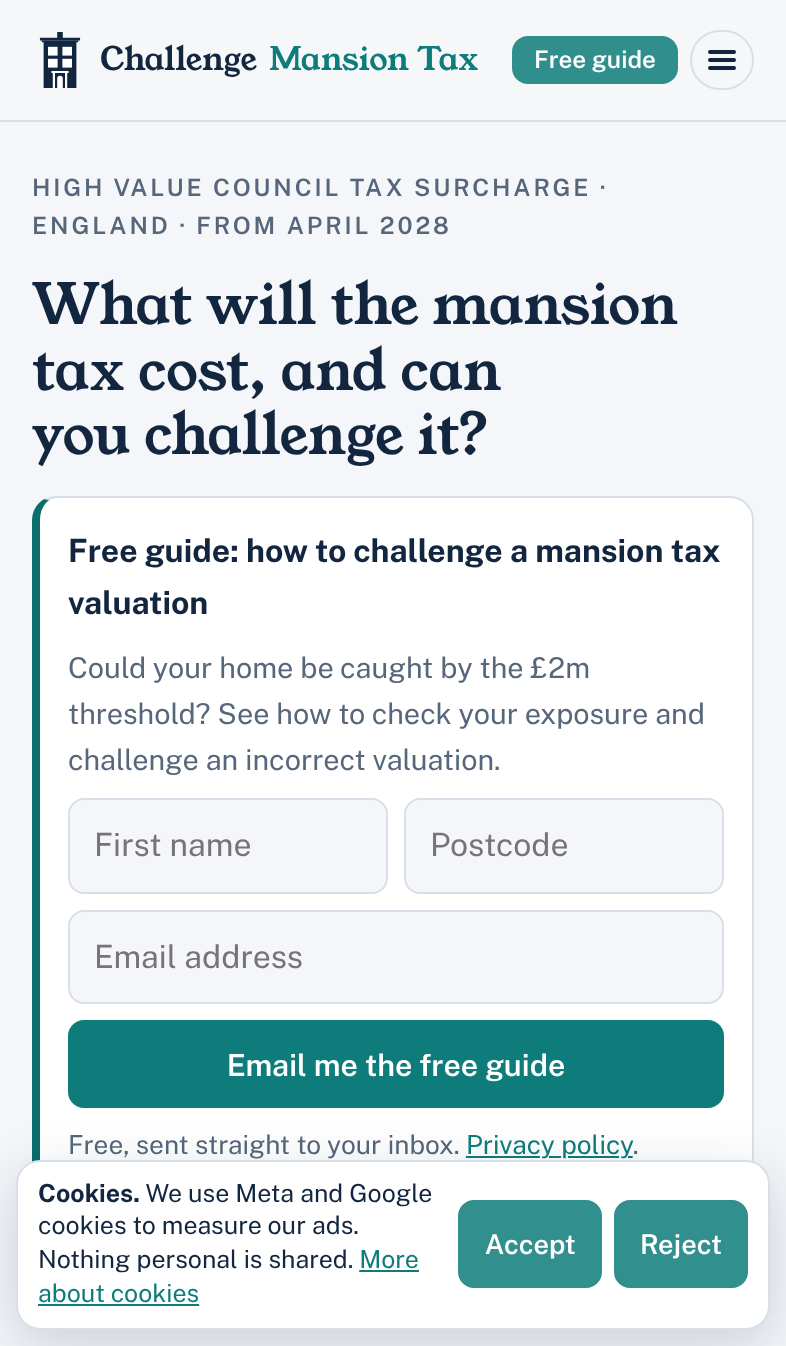 Challenge Mansion Tax
Free guide
HIGH VALUE COUNCIL TAX SURCHARGE ·
ENGLAND · FROM APRIL 2028
What will the mansion
tax cost, and can
you challenge it?
Free guide: how to challenge a mansion tax
valuation
Could your home be caught by the £2m
threshold? See how to check your exposure and
challenge an incorrect valuation.
First name
Postcode
Email address
Email me the free guide
Free, sent straight to your inbox. Privacy policy.
Cookies. We use Meta and Google
cookies to measure our ads.
Nothing personal is shared. More
about cookies
Accept
Reject